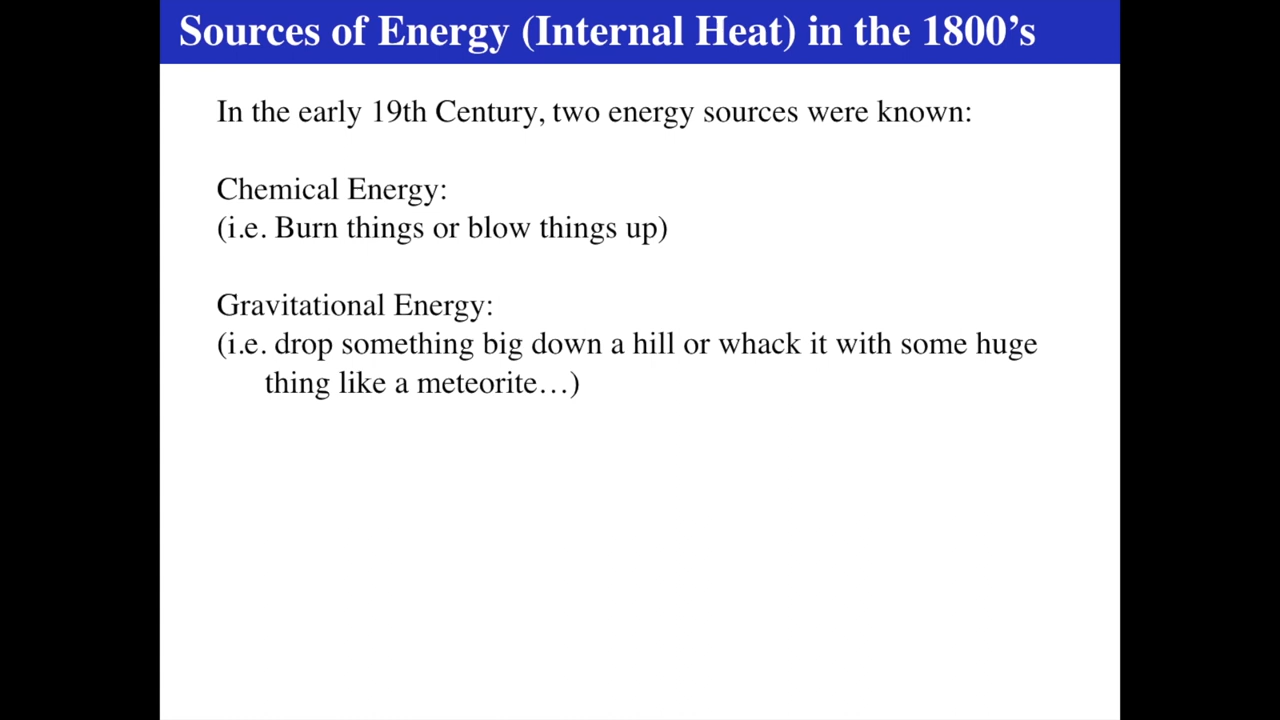 Sources of Energy (Internal Heat) in the 1800’s
In the early 19th Century, two energy sources were known:
Chemical Energy:
(i.e. Burn things or blow things up)
Gravitational Energy:
(i.e. drop something big down a hill or whack it with some huge
thing like a meteorite…)